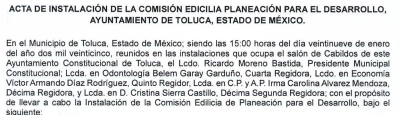 ACTA DE INSTALACIÓN DE LA COMISIÓN EDILICIA PLANEACIÓN PARA EL DESARROLLO,
AYUNTAMIENTO DE TOLUCA, ESTADO DE MÉXICO.
En el Municipio de Toluca, Estado de México; siendo las 15:00 horas del día veintinueve de enero
del año dos mil veinticinco, reunidos en las instalaciones que ocupa el salón de Cabildos de este
Ayuntamiento Constitucional de Toluca, el Lcdo. Ricardo Moreno Bastida, Presidente Municipal
Constitucional; Lcda. en Odontología Belem Garay Garduño, Cuarta Regidora, Lcdo. en Economía
Víctor Armando Díaz Rodríguez, Quinto Regidor, Lcda. en C.P. y A.P. Irma Carolina Alvarez Mendoza,
Décima Regidora, y Lcda. en D. Cristina Sierra Castillo, Décima Segunda Regidora; con el propósito
de llevar a cabo la Instalación de la Comisión Edilicia de Planeación para el Desarrollo, bajo el
siguiente: